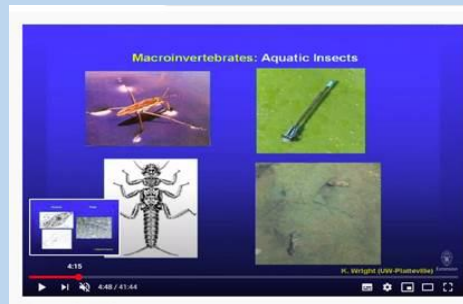 Macroinvertebrates: Aquatic Insects
K. Wright (UW-Platteville)
4:15
4:48 / 41:44